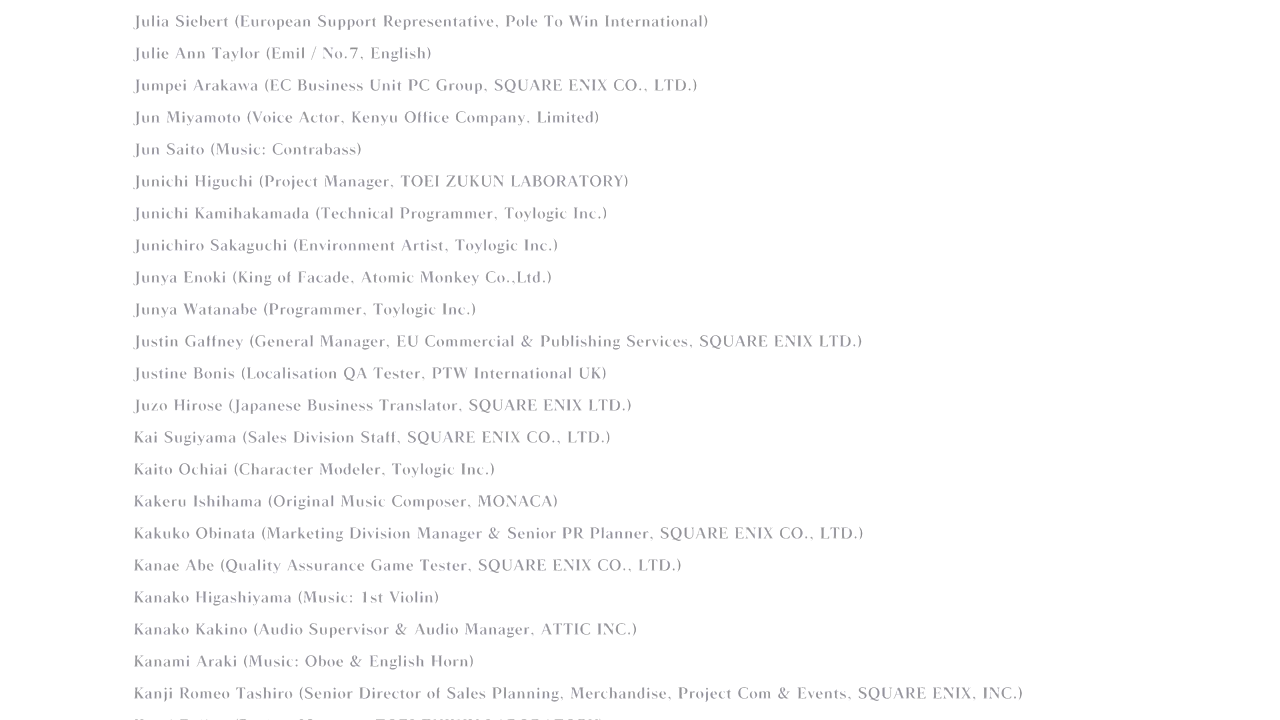 Julia Siebert (European Support Representative, Pole To Win International)
Julie Ann Taylor (Emil / No.7, English)
Jumpei Arakawa (EC Business Unit PC Group, SQUARE ENIX CO., LTD.)
Jun Miyamoto (Voice Actor, Kenyu Office Company, Limited)
Jun Saito (Music: Contrabass)
Junichi Higuchi (Project Manager, TOEI ZUKUN LABORATORY)
Junichi Kamihakamada (Technical Programmer, Toylogic Inc.)
Junichiro Sakaguchi (Environment Artist, Toylogic Inc.)
Junya Enoki (King of Facade, Atomic Monkey Co.,Ltd.)
Junya Watanabe (Programmer, Toylogic Inc.)
Justin Gaffney (General Manager, EU Commercial & Publishing Services, SQUARE ENIX LTD.)
Justine Bonis (Localisation QA Tester, PTW International UK)
Juzo Hirose (Japanese Business Translator, SQUARE ENIX LTD.)
Kai Sugiyama (Sales Division Staff, SQUARE ENIX CO., LTD.)
Kaito Ochiai (Character Modeler, Toylogic Inc.)
Kakeru Ishihama (Original Music Composer, MONACA)
Kakuko Obinata (Marketing Division Manager & Senior PR Planner, SQUARE ENIX CO., LTD.)
Kanae Abe (Quality Assurance Game Tester, SQUARE ENIX CO., LTD.)
Kanako Higashiyama (Music: 1st Violin)
Kanako Kakino (Audio Supervisor & Audio Manager, ATTIC INC.)
Kanami Araki (Music: Oboe & English Horn)
Kanji Romeo Tashiro (Senior Director of Sales Planning, Merchandise, Project Com & Events, SQUARE ENIX, INC.)